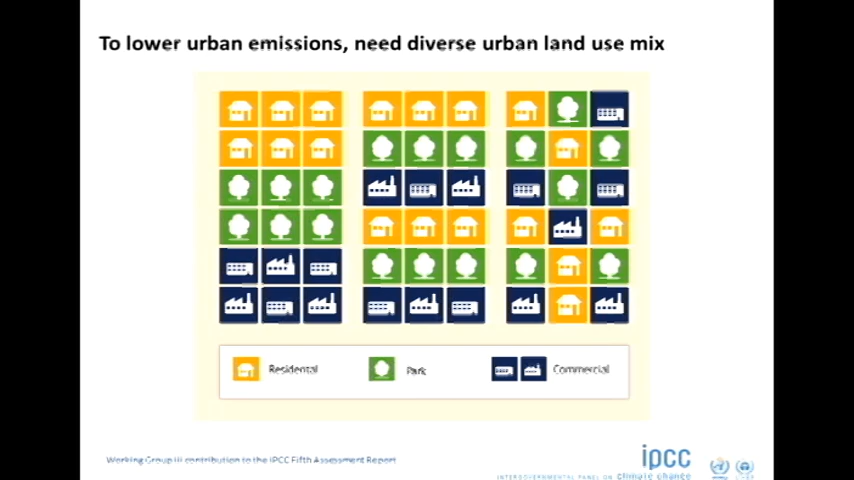 To lower urban emissions, need diverse urban land use mix
Residental
Park
Commercial
Working Group III contribution to the IPCC Fifth Assessment Report
ipcc
INTERGOVERNMENTAL PANEL ON climate change